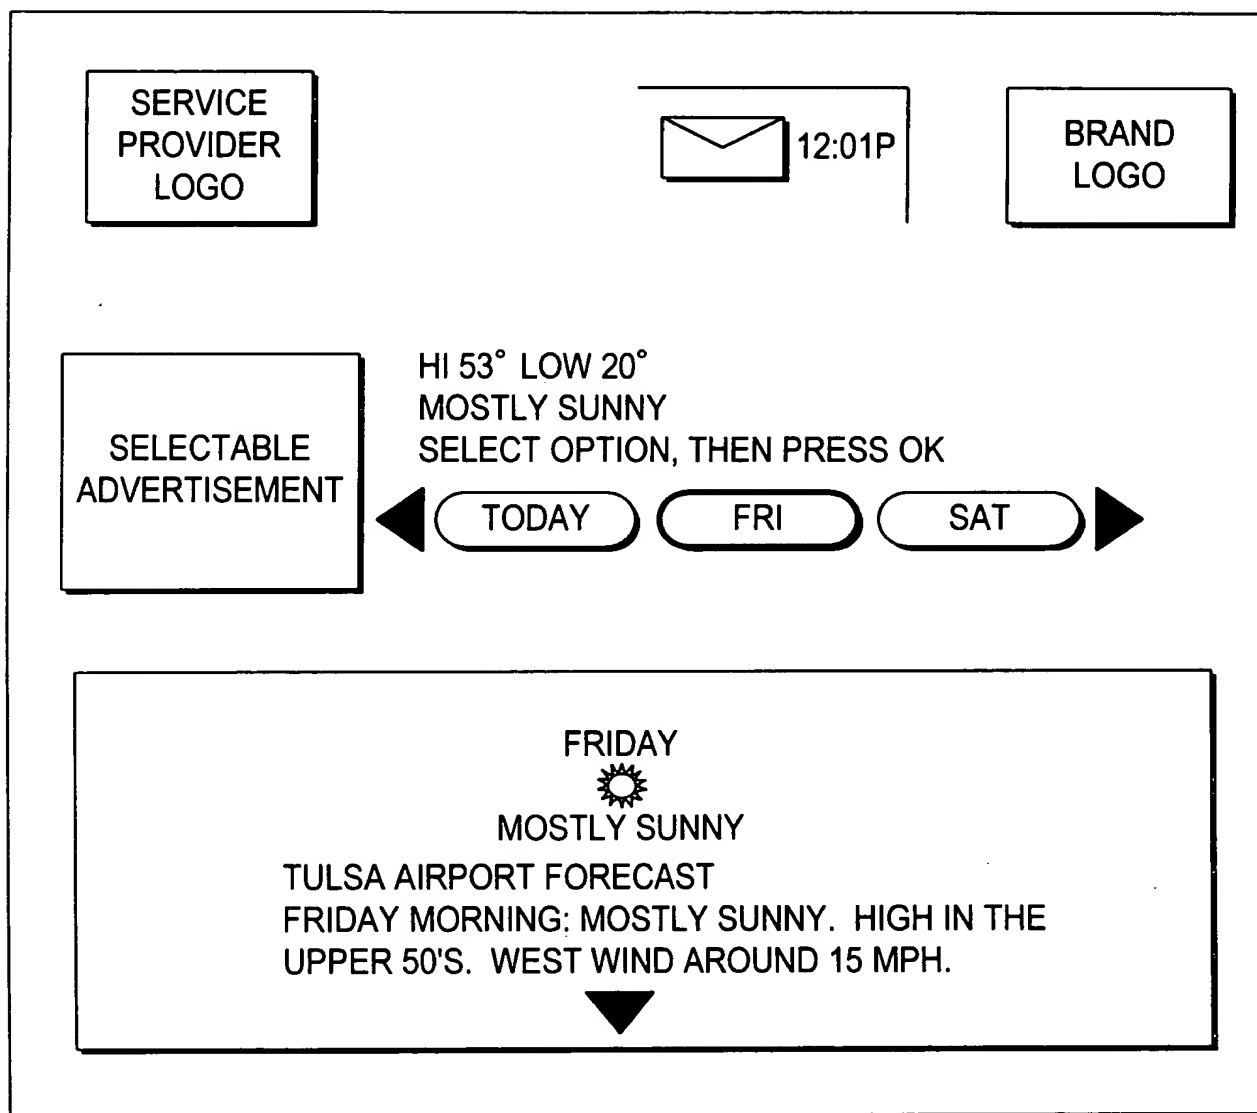 SERVICE
PROVIDER
LOGO
12:01P
BRAND
LOGO
SELECTABLE
ADVERTISEMENT
HI 53° LOW 20°
MOSTLY SUNNY
SELECT OPTION, THEN PRESS OK
TODAY
FRI
SAT
FRIDAY
MOSTLY SUNNY
TULSA AIRPORT FORECAST
FRIDAY MORNING: MOSTLY SUNNY. HIGH IN THE
UPPER 50'S. WEST WIND AROUND 15 MPH.